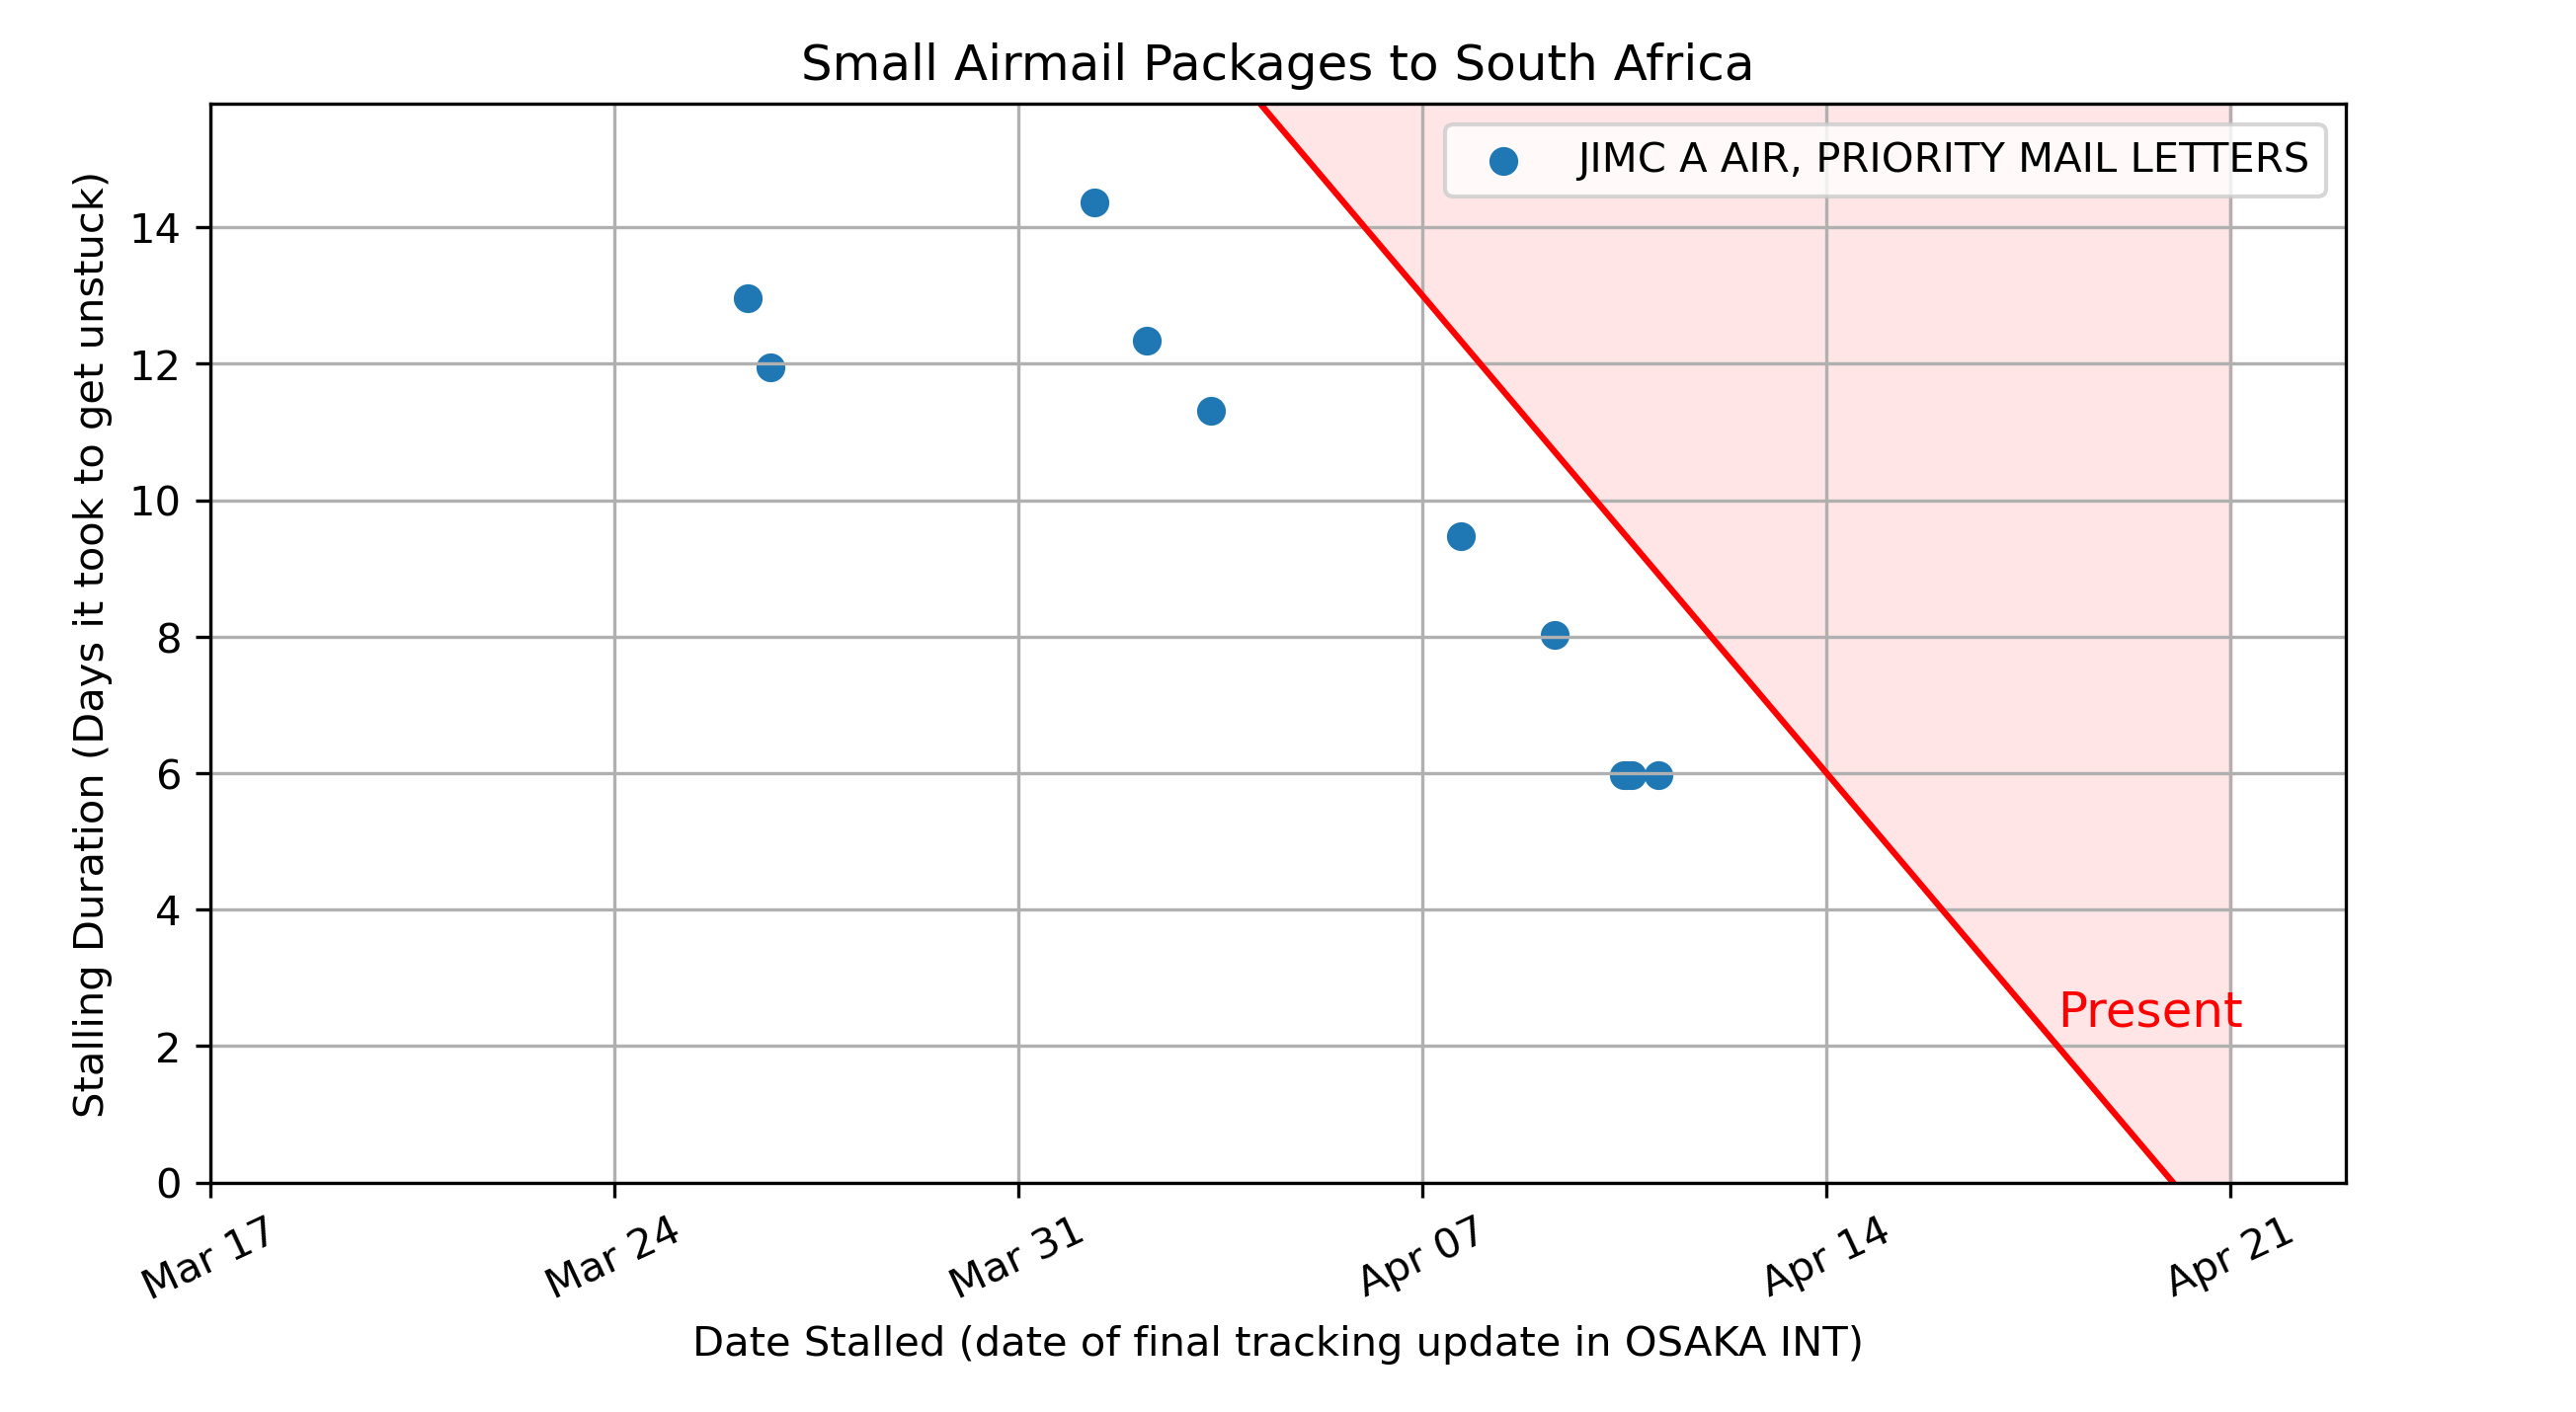 Small Airmail Packages to South Africa
JIMC A AIR, PRIORITY MAIL LETTERS
Stalling Duration (Days it took to get unstuck)
14
12
10
8
6
4
2
0
Present
Mar 17
Mar 24
Mar 31
Apr 07
Apr 14
Apr 21
Date Stalled (date of final tracking update in OSAKA INT)